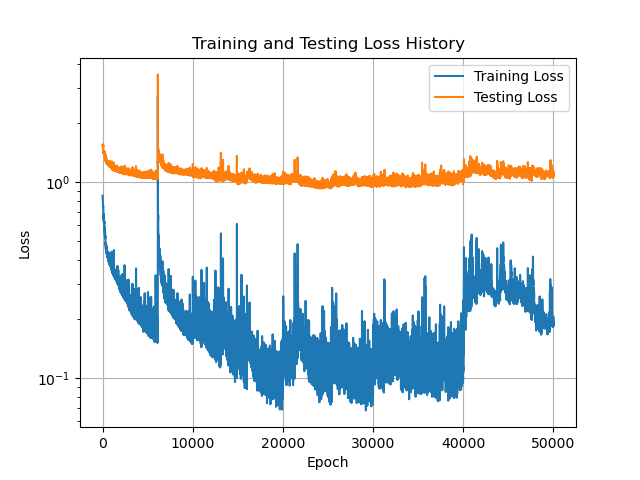 Training and Testing Loss History
Training Loss
Testing Loss
10⁰
10⁻¹
Loss
0 10000 20000 30000 40000 50000
Epoch